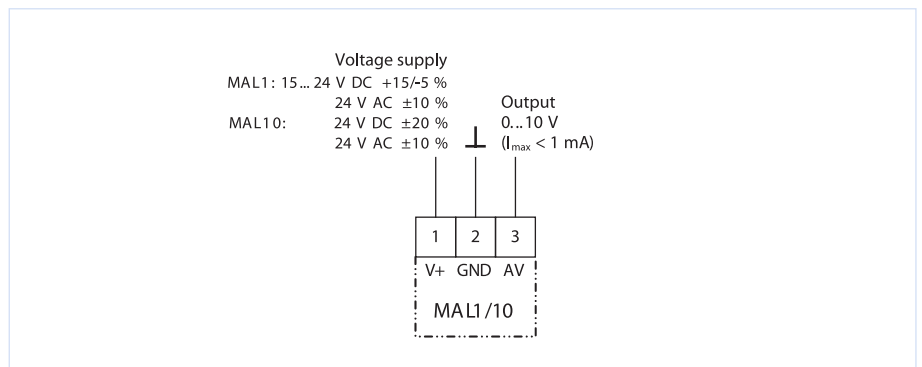 Voltage supply
MAL1: 15... 24 V DC +15/-5 %
24 V AC ±10 %
MAL10: 24 V DC ±20 %
24 V AC ±10 %
Output
0...10 V
(Imax < 1 mA)
1 2 3
V+ GND AV
MAL1/10